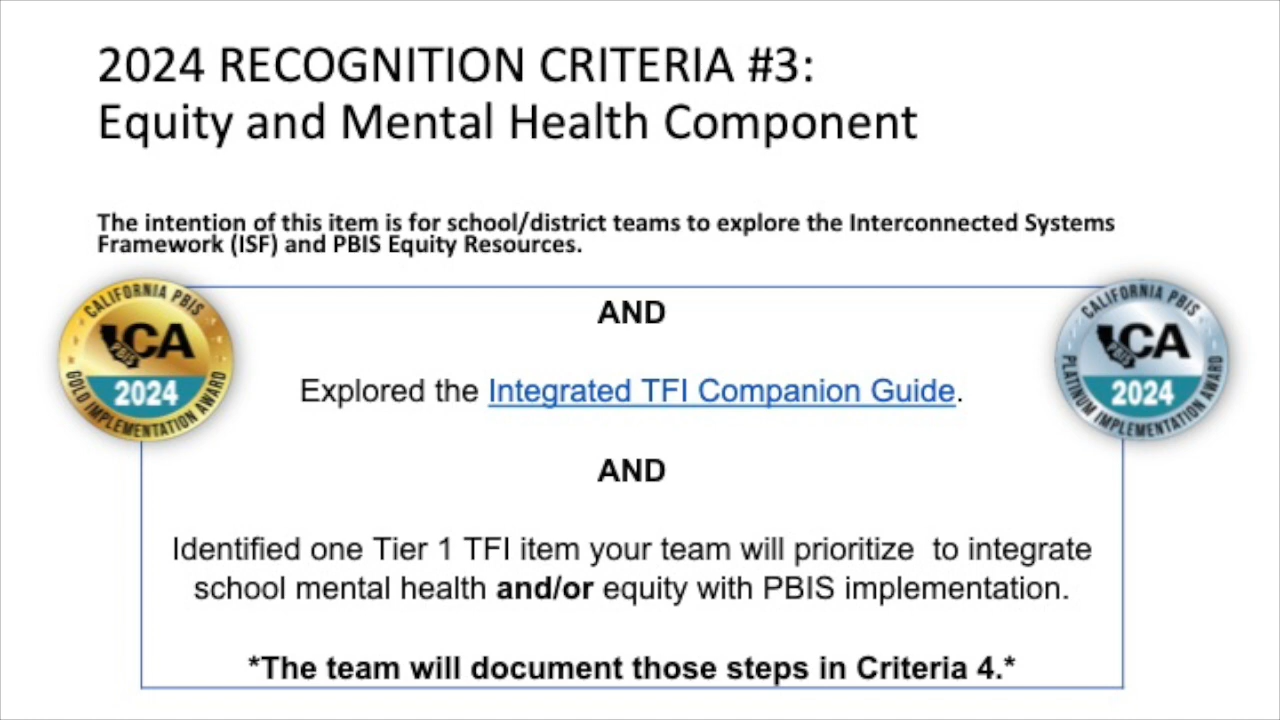 2024 RECOGNITION CRITERIA #3:
Equity and Mental Health Component
The intention of this item is for school/district teams to explore the Interconnected Systems
Framework (ISF) and PBIS Equity Resources.
CALIFORNIA PBIS
CA
PBIS
2024
GOLD IMPLEMENTATION AWARD
CALIFORNIA PBIS
CA
PBIS
2024
PLATINUM IMPLEMENTATION AWARD
AND
Explored the Integrated TFI Companion Guide.
AND
Identified one Tier 1 TFI item your team will prioritize  to integrate
school mental health and/or equity with PBIS implementation.
*The team will document those steps in Criteria 4.*